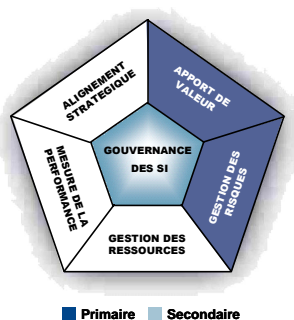 ALIGNEMENT
STRATEGIQUE
APPORT DE
VALEUR
GOUVERNANCE
DES SI
MESURE DE LA
PERFORMANCE
GESTION DES
RISQUES
GESTION DES
RESSOURCES
Primaire Secondaire